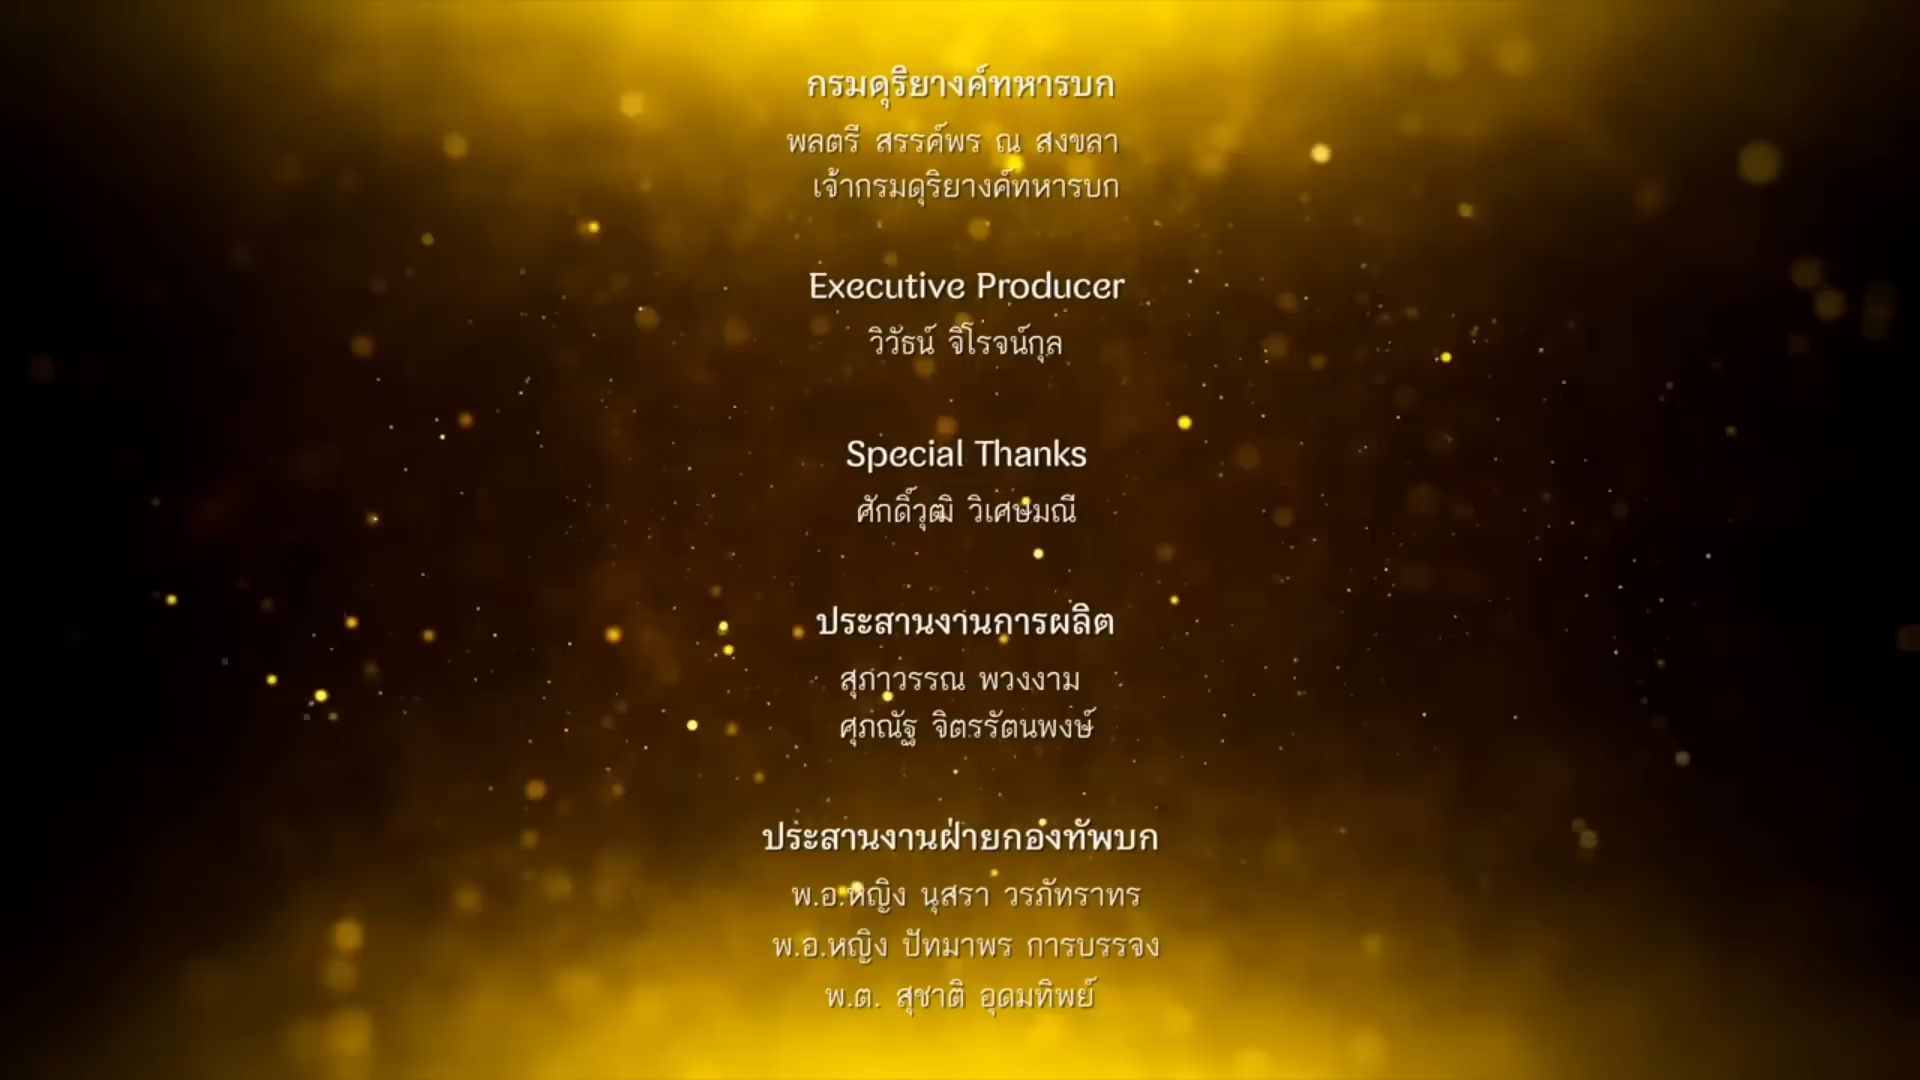 กรมดุริยางค์ทหารบก
พลตรี สรรค์พร ณ สงขลา
เจ้ากรมดุริยางค์ทหารบก
Executive Producer
วิวัธน์ จิโรจน์กุล
Special Thanks
ศักดิ์วุฒิ วิเศษมณี
ประสานงานการผลิต
สุภาวรรณ พวงงาม
ศุภณัฐ จิตรรัตนพงษ์
ประสานงานฝ่ายกองทัพบก
พ.อ.หญิง นุสรา วรภัทราทร
พ.อ.หญิง ปัทมาพร การบรรจง
พ.ต. สุชาติ อุดมทิพย์